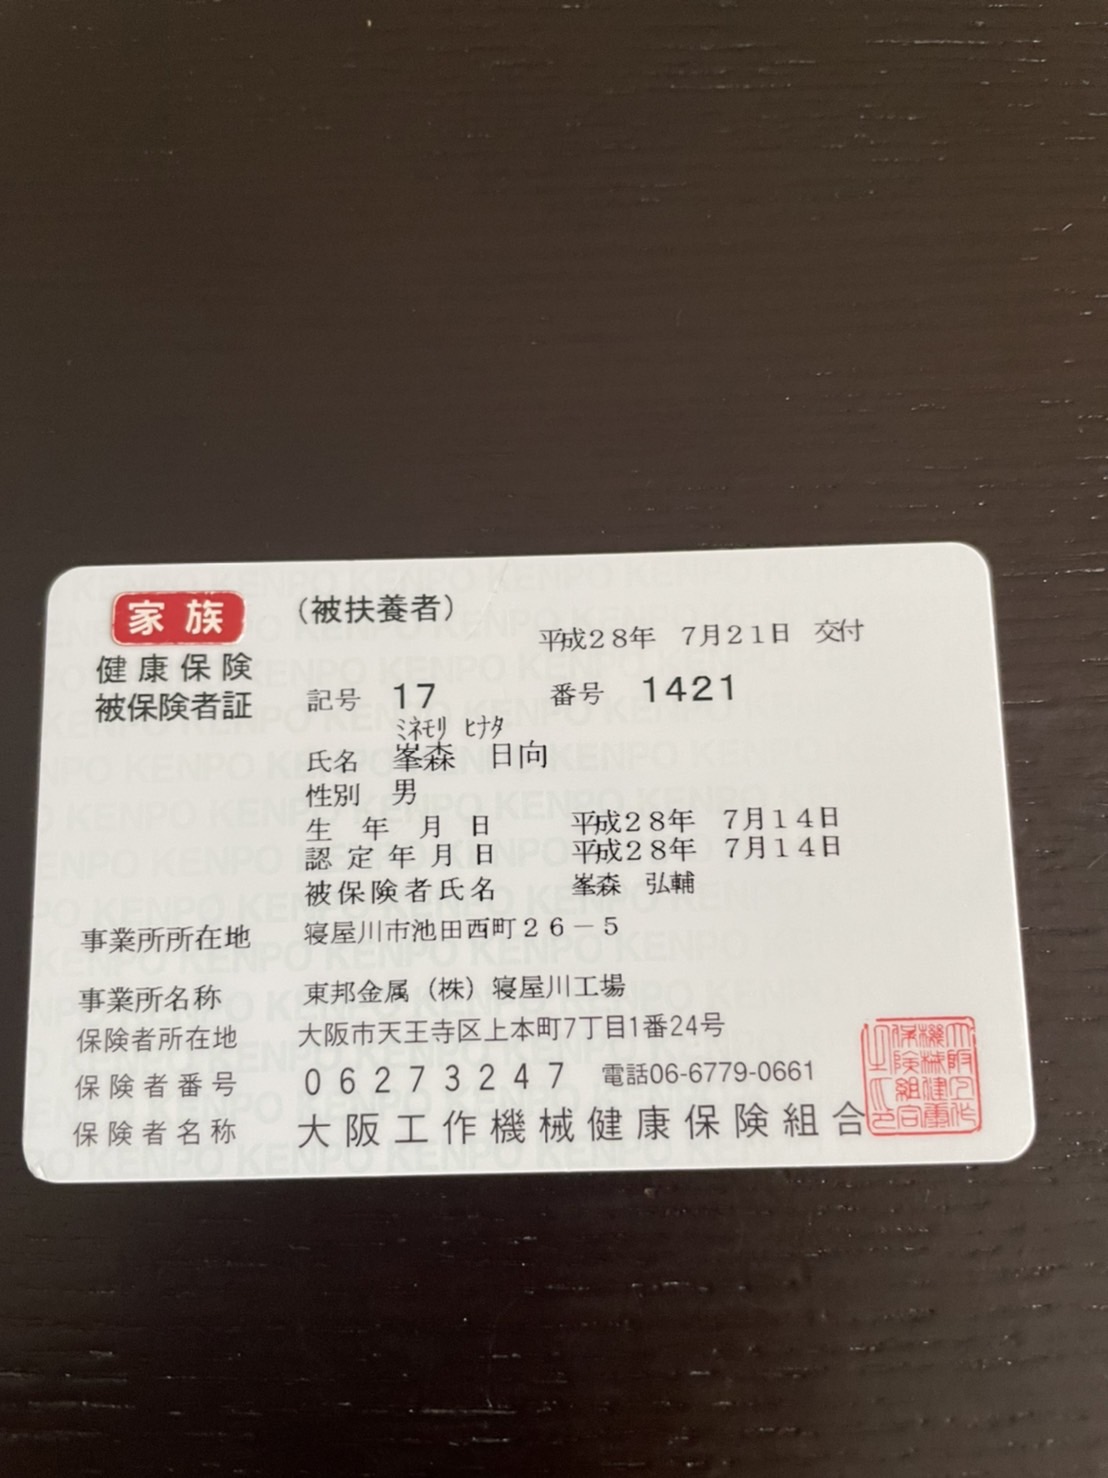 家族 （被扶養者）
平成２８年 ７月２１日 交付
健康保険
被保険者証
記号 17 番号 1421
ﾐﾈﾓﾘ ﾋﾅﾀ
氏名 峯森 日向
性別 男
生年月日 平成２８年 ７月１４日
認定年月日 平成２８年 ７月１４日
被保険者氏名 峯森 弘輔
事業所所在地 寝屋川市池田西町２６－５
事業所名称 東邦金属（株）寝屋川工場
保険者所在地 大阪市天王寺区上本町7丁目1番24号
保険者番号 06273247 電話06-6779-0661
保険者名称 大阪工作機械健康保険組合